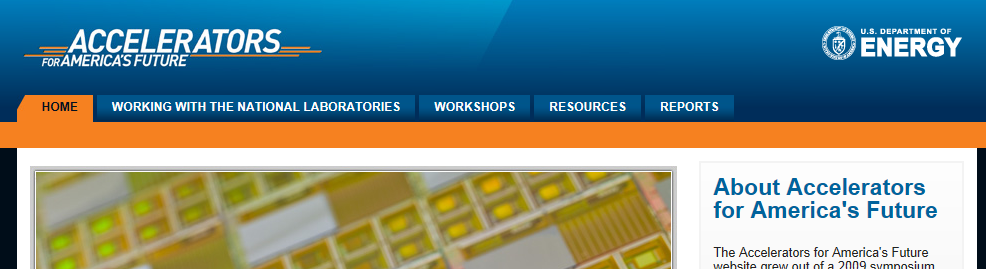 ACCELERATORS
FOR AMERICA'S FUTURE
U.S. DEPARTMENT OF
ENERGY
HOME
WORKING WITH THE NATIONAL LABORATORIES
WORKSHOPS
RESOURCES
REPORTS
About Accelerators
for America's Future
The Accelerators for America's Future
website grew out of a 2009 symposium